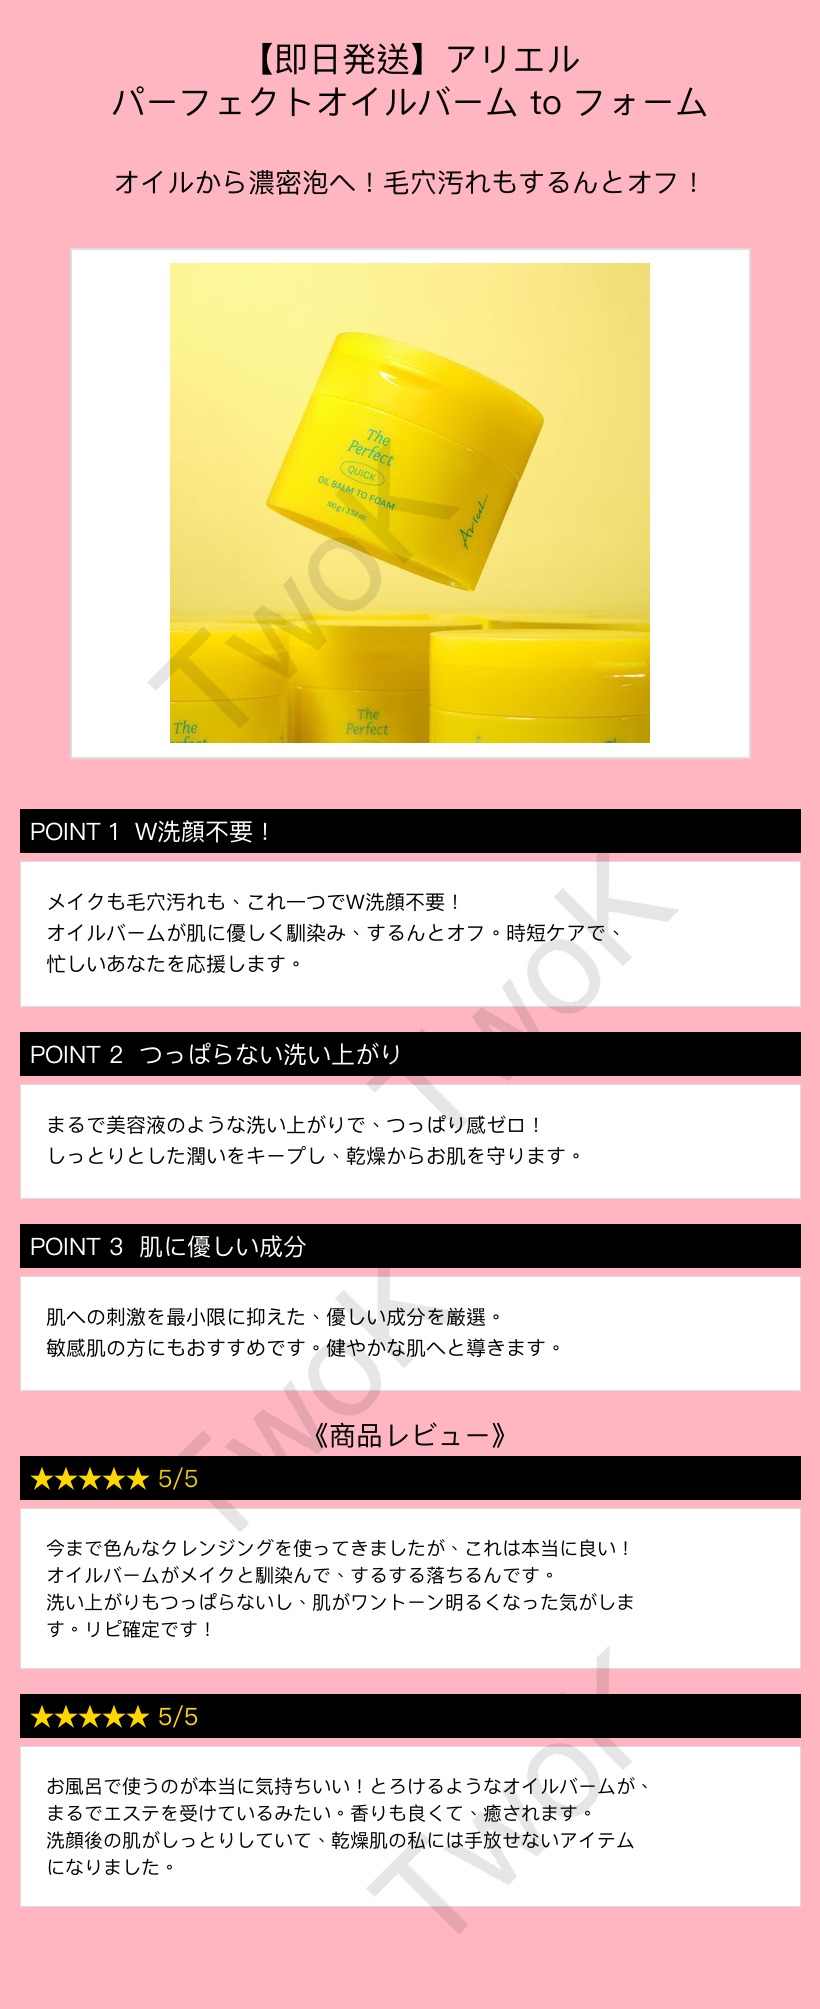 【即日発送】アリエル
パーフェクトオイルバーム to フォーム
オイルから濃密泡へ！毛穴汚れもするんとオフ！
The
Perfect
QUICK
OIL BALM TO FOAM
100g | 3.52 oz.
Ariel
The
Perfect
The
Perfect
TwoK
POINT 1 W洗顔不要！
メイクも毛穴汚れも、これ一つでW洗顔不要！
オイルバームが肌に優しく馴染み、するんとオフ。時短ケアで、
忙しいあなたを応援します。
TwoK
POINT 2 つっぱらない洗い上がり
まるで美容液のような洗い上がりで、つっぱり感ゼロ！
しっとりとした潤いをキープし、乾燥からお肌を守ります。
POINT 3 肌に優しい成分
肌への刺激を最小限に抑えた、優しい成分を厳選。
敏感肌の方にもおすすめです。健やかな肌へと導きます。
TwoK
《商品レビュー》
★★★★★ 5/5
今まで色んなクレンジングを使ってきましたが、これは本当に良い！
オイルバームがメイクと馴染んで、するする落ちるんです。
洗い上がりもつっぱらないし、肌がワントーン明るくなった気がしま
す。リピ確定です！
★★★★★ 5/5
お風呂で使うのが本当に気持ちいい！とろけるようなオイルバームが、
まるでエステを受けているみたい。香りも良くて、癒されます。
洗顔後の肌がしっとりしていて、乾燥肌の私には手放せないアイテム
になりました。
TwoK